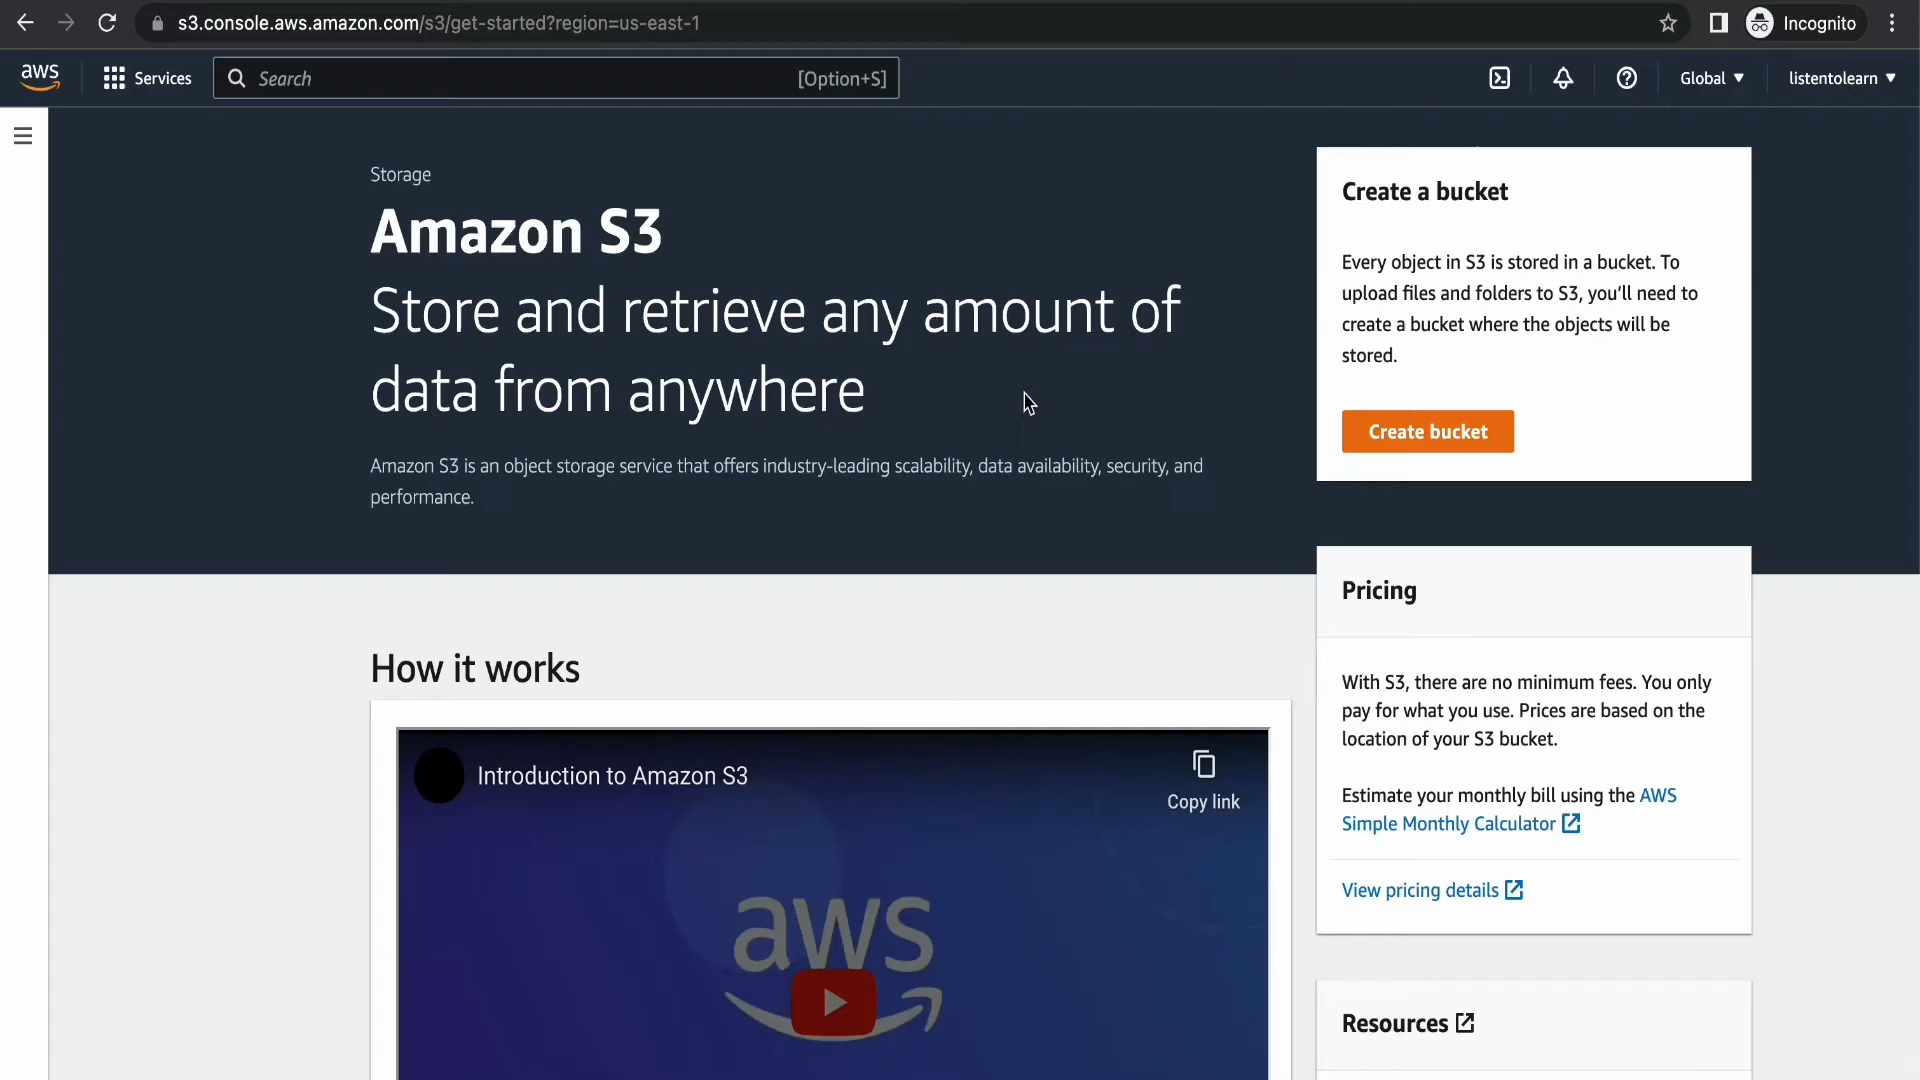 s3.console.aws.amazon.com/s3/get-started?region=us-east-1
Incognito
aws
Services
Search
[Option+S]
Global
listentolearn
Storage
Amazon S3
Store and retrieve any amount of
data from anywhere
Amazon S3 is an object storage service that offers industry-leading scalability, data availability, security, and
performance.
Create a bucket
Every object in S3 is stored in a bucket. To
upload files and folders to S3, you'll need to
create a bucket where the objects will be
stored.
Create bucket
Pricing
With S3, there are no minimum fees. You only
pay for what you use. Prices are based on the
location of your S3 bucket.
Estimate your monthly bill using the AWS
Simple Monthly Calculator
View pricing details
Resources
How it works
Introduction to Amazon S3
Copy link
aws